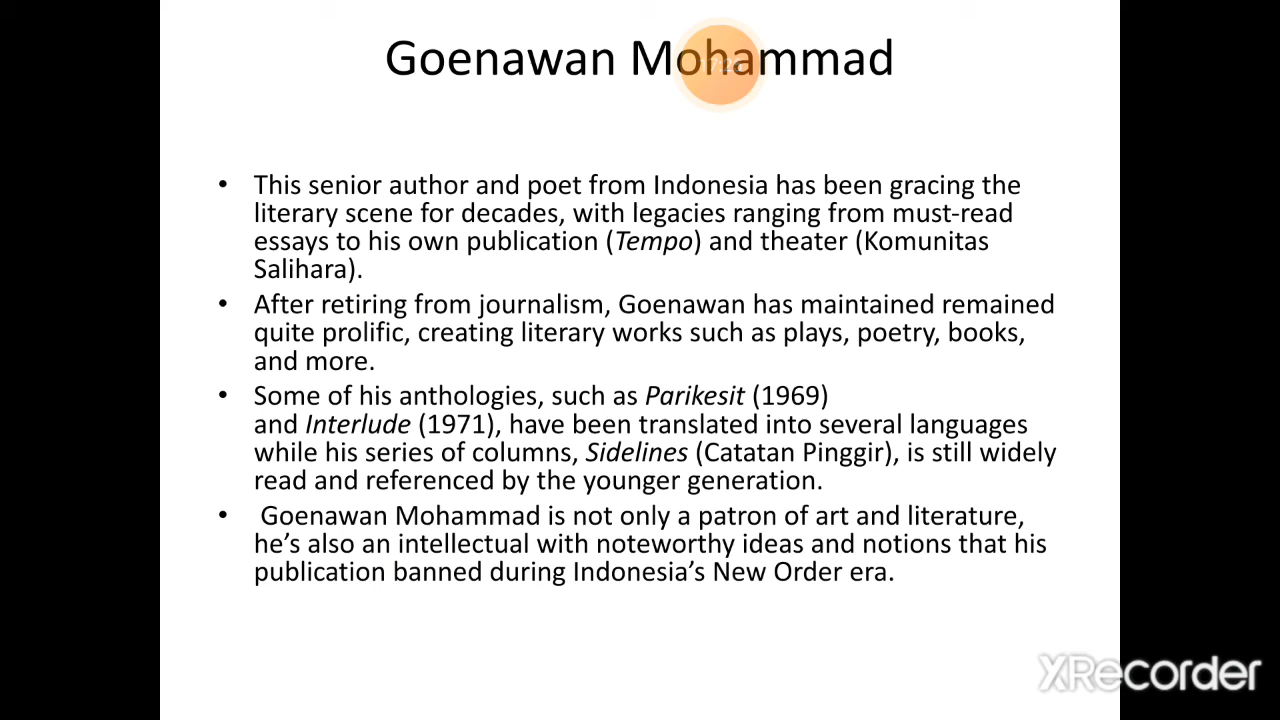 Goenawan Mohammad
• This senior author and poet from Indonesia has been gracing the
literary scene for decades, with legacies ranging from must-read
essays to his own publication (Tempo) and theater (Komunitas
Salihara).
• After retiring from journalism, Goenawan has maintained remained
quite prolific, creating literary works such as plays, poetry, books,
and more.
• Some of his anthologies, such as Parikesit (1969)
and Interlude (1971), have been translated into several languages
while his series of columns, Sidelines (Catatan Pinggir), is still widely
read and referenced by the younger generation.
• Goenawan Mohammad is not only a patron of art and literature,
he’s also an intellectual with noteworthy ideas and notions that his
publication banned during Indonesia’s New Order era.
XRecorder